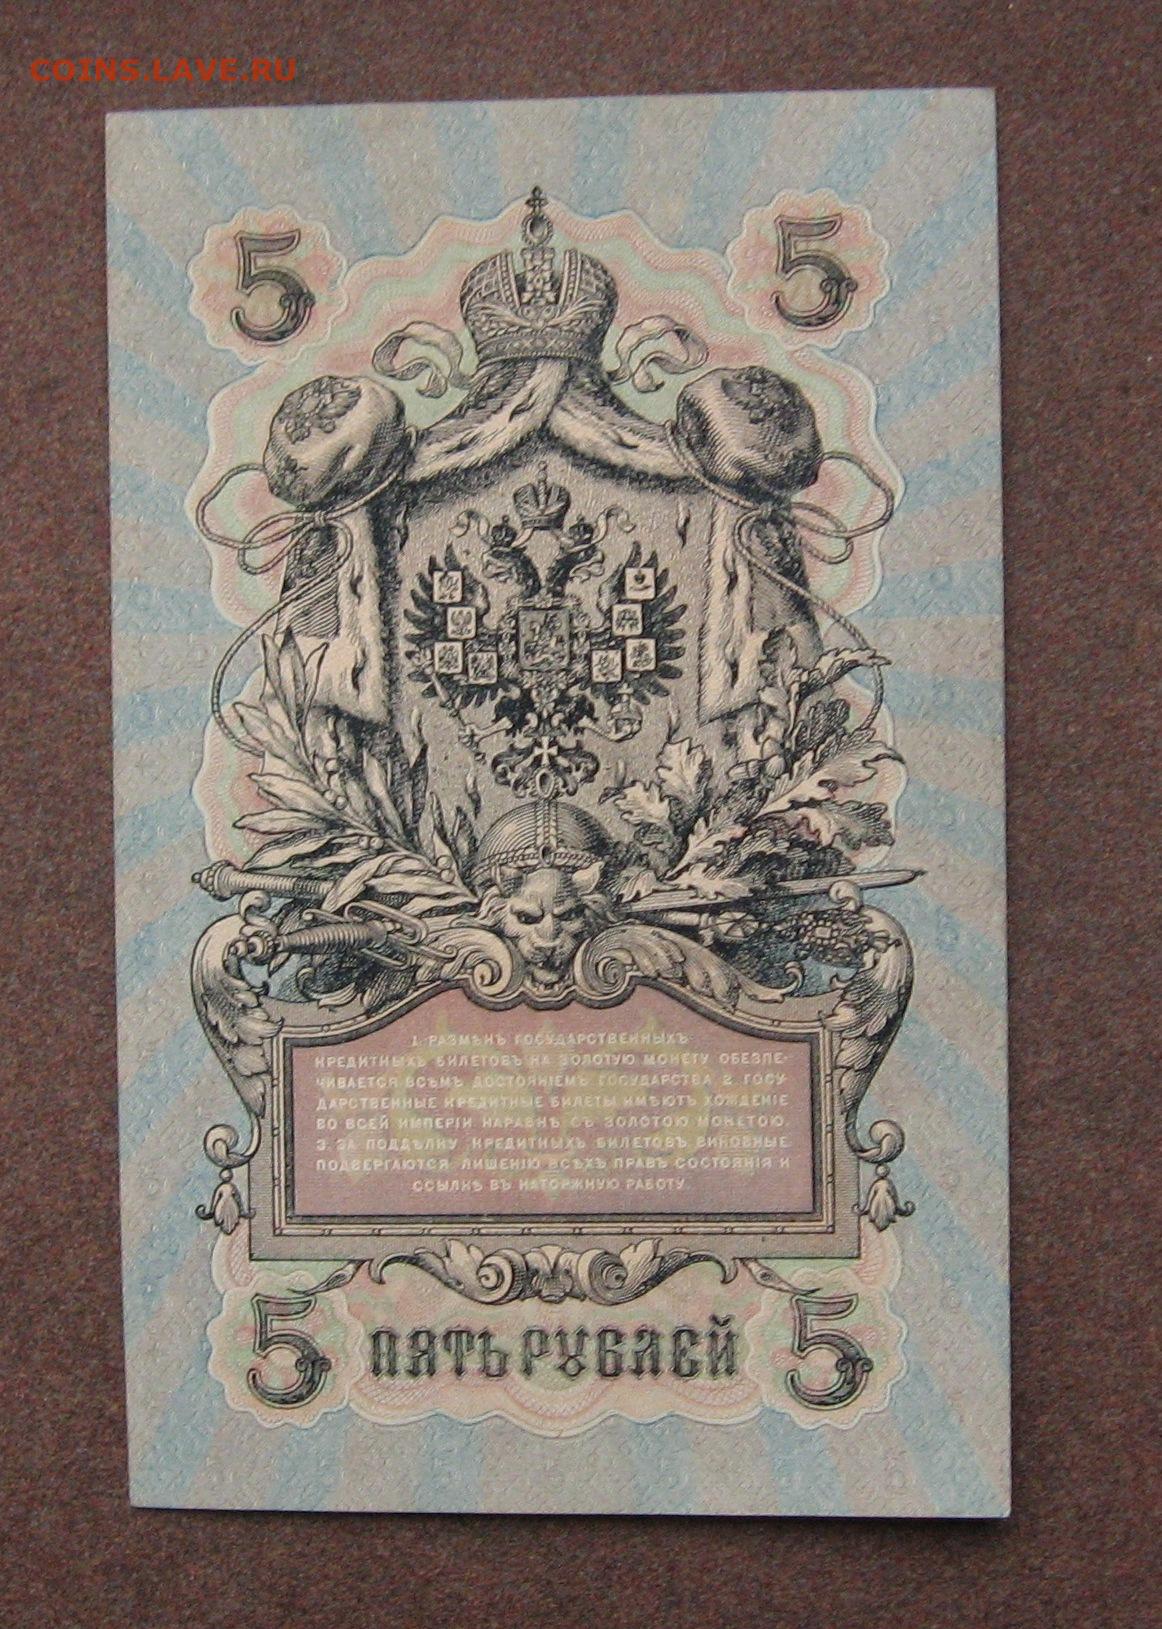 COINS.LAVE.RU
5 5
1. РАЗМѢНЪ ГОСУДАРСТВЕННЫХЪ
КРЕДИТНЫХЪ БИЛЕТОВЪ НА ЗОЛОТУЮ МОНЕТУ ОБЕЗПЕ-
ЧИВАЕТСЯ ВСѢМЪ ДОСТОЯНІЕМЪ ГОСУДАРСТВА 2. ГОСУ-
ДАРСТВЕННЫЕ КРЕДИТНЫЕ БИЛЕТЫ ИМѢЮТЪ ХОЖДЕНІЕ
ВО ВСЕЙ ИМПЕРІИ НАРАВНѢ СЪ ЗОЛОТОЮ МОНЕТОЮ.
3. ЗА ПОДДѢЛКУ КРЕДИТНЫХЪ БИЛЕТОВЪ ВИНОВНЫЕ
ПОДВЕРГАЮТСЯ ЛИШЕНІЮ ВСѢХЪ ПРАВЪ СОСТОЯНІЯ И
ССЫЛКѢ ВЪ КАТОРЖНУЮ РАБОТУ.
5 ПЯТЬ РУБЛЕЙ 5